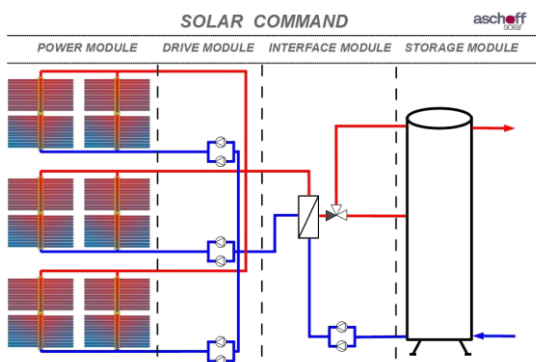 SOLAR COMMAND
aschoff
solar
POWER MODULE
DRIVE MODULE
INTERFACE MODULE
STORAGE MODULE